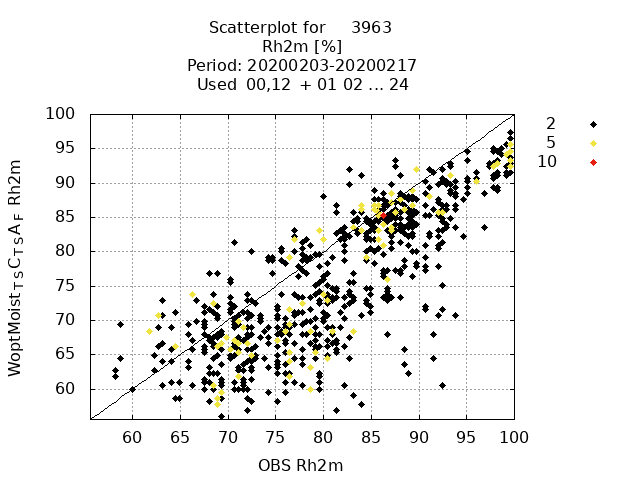 Scatterplot for 3963
Rh2m [%]
Period: 20200203-20200217
Used 00,12 + 01 02 ... 24
WoptMoistTSCTSAF Rh2m
100
95
90
85
80
75
70
65
60
60 65 70 75 80 85 90 95 100
OBS Rh2m
2
5
10